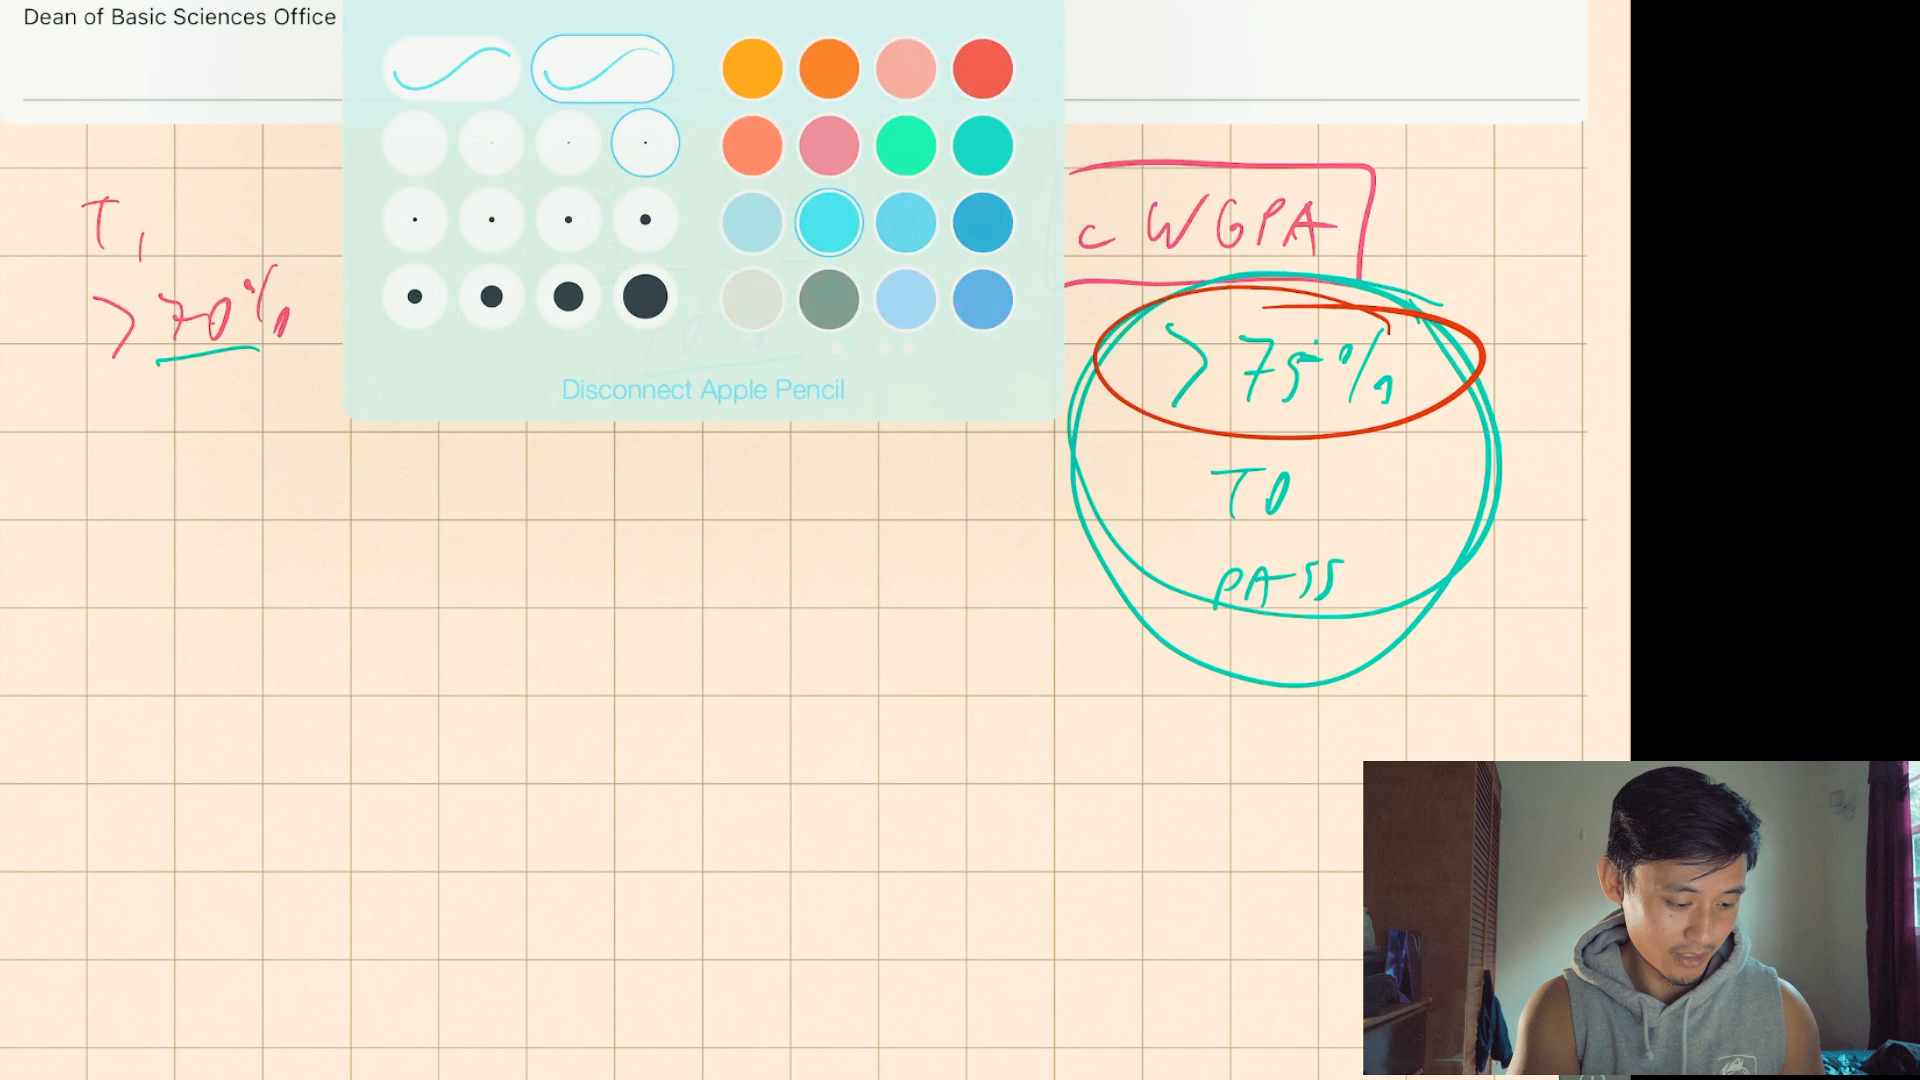 Dean of Basic Sciences Office
T1
> 70%
c WGPA
> 75%
TO
PASS
Disconnect Apple Pencil